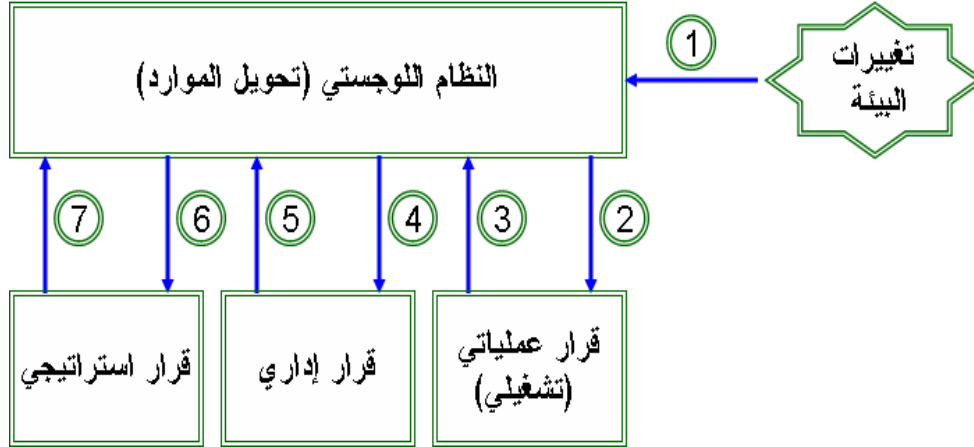 تغييرات
البيئة
1
النظام اللوجستي (تحويل الموارد)
2
3
4
5
6
7
قرار عملياتي
(تشغيلي)
قرار إداري
قرار استراتيجي